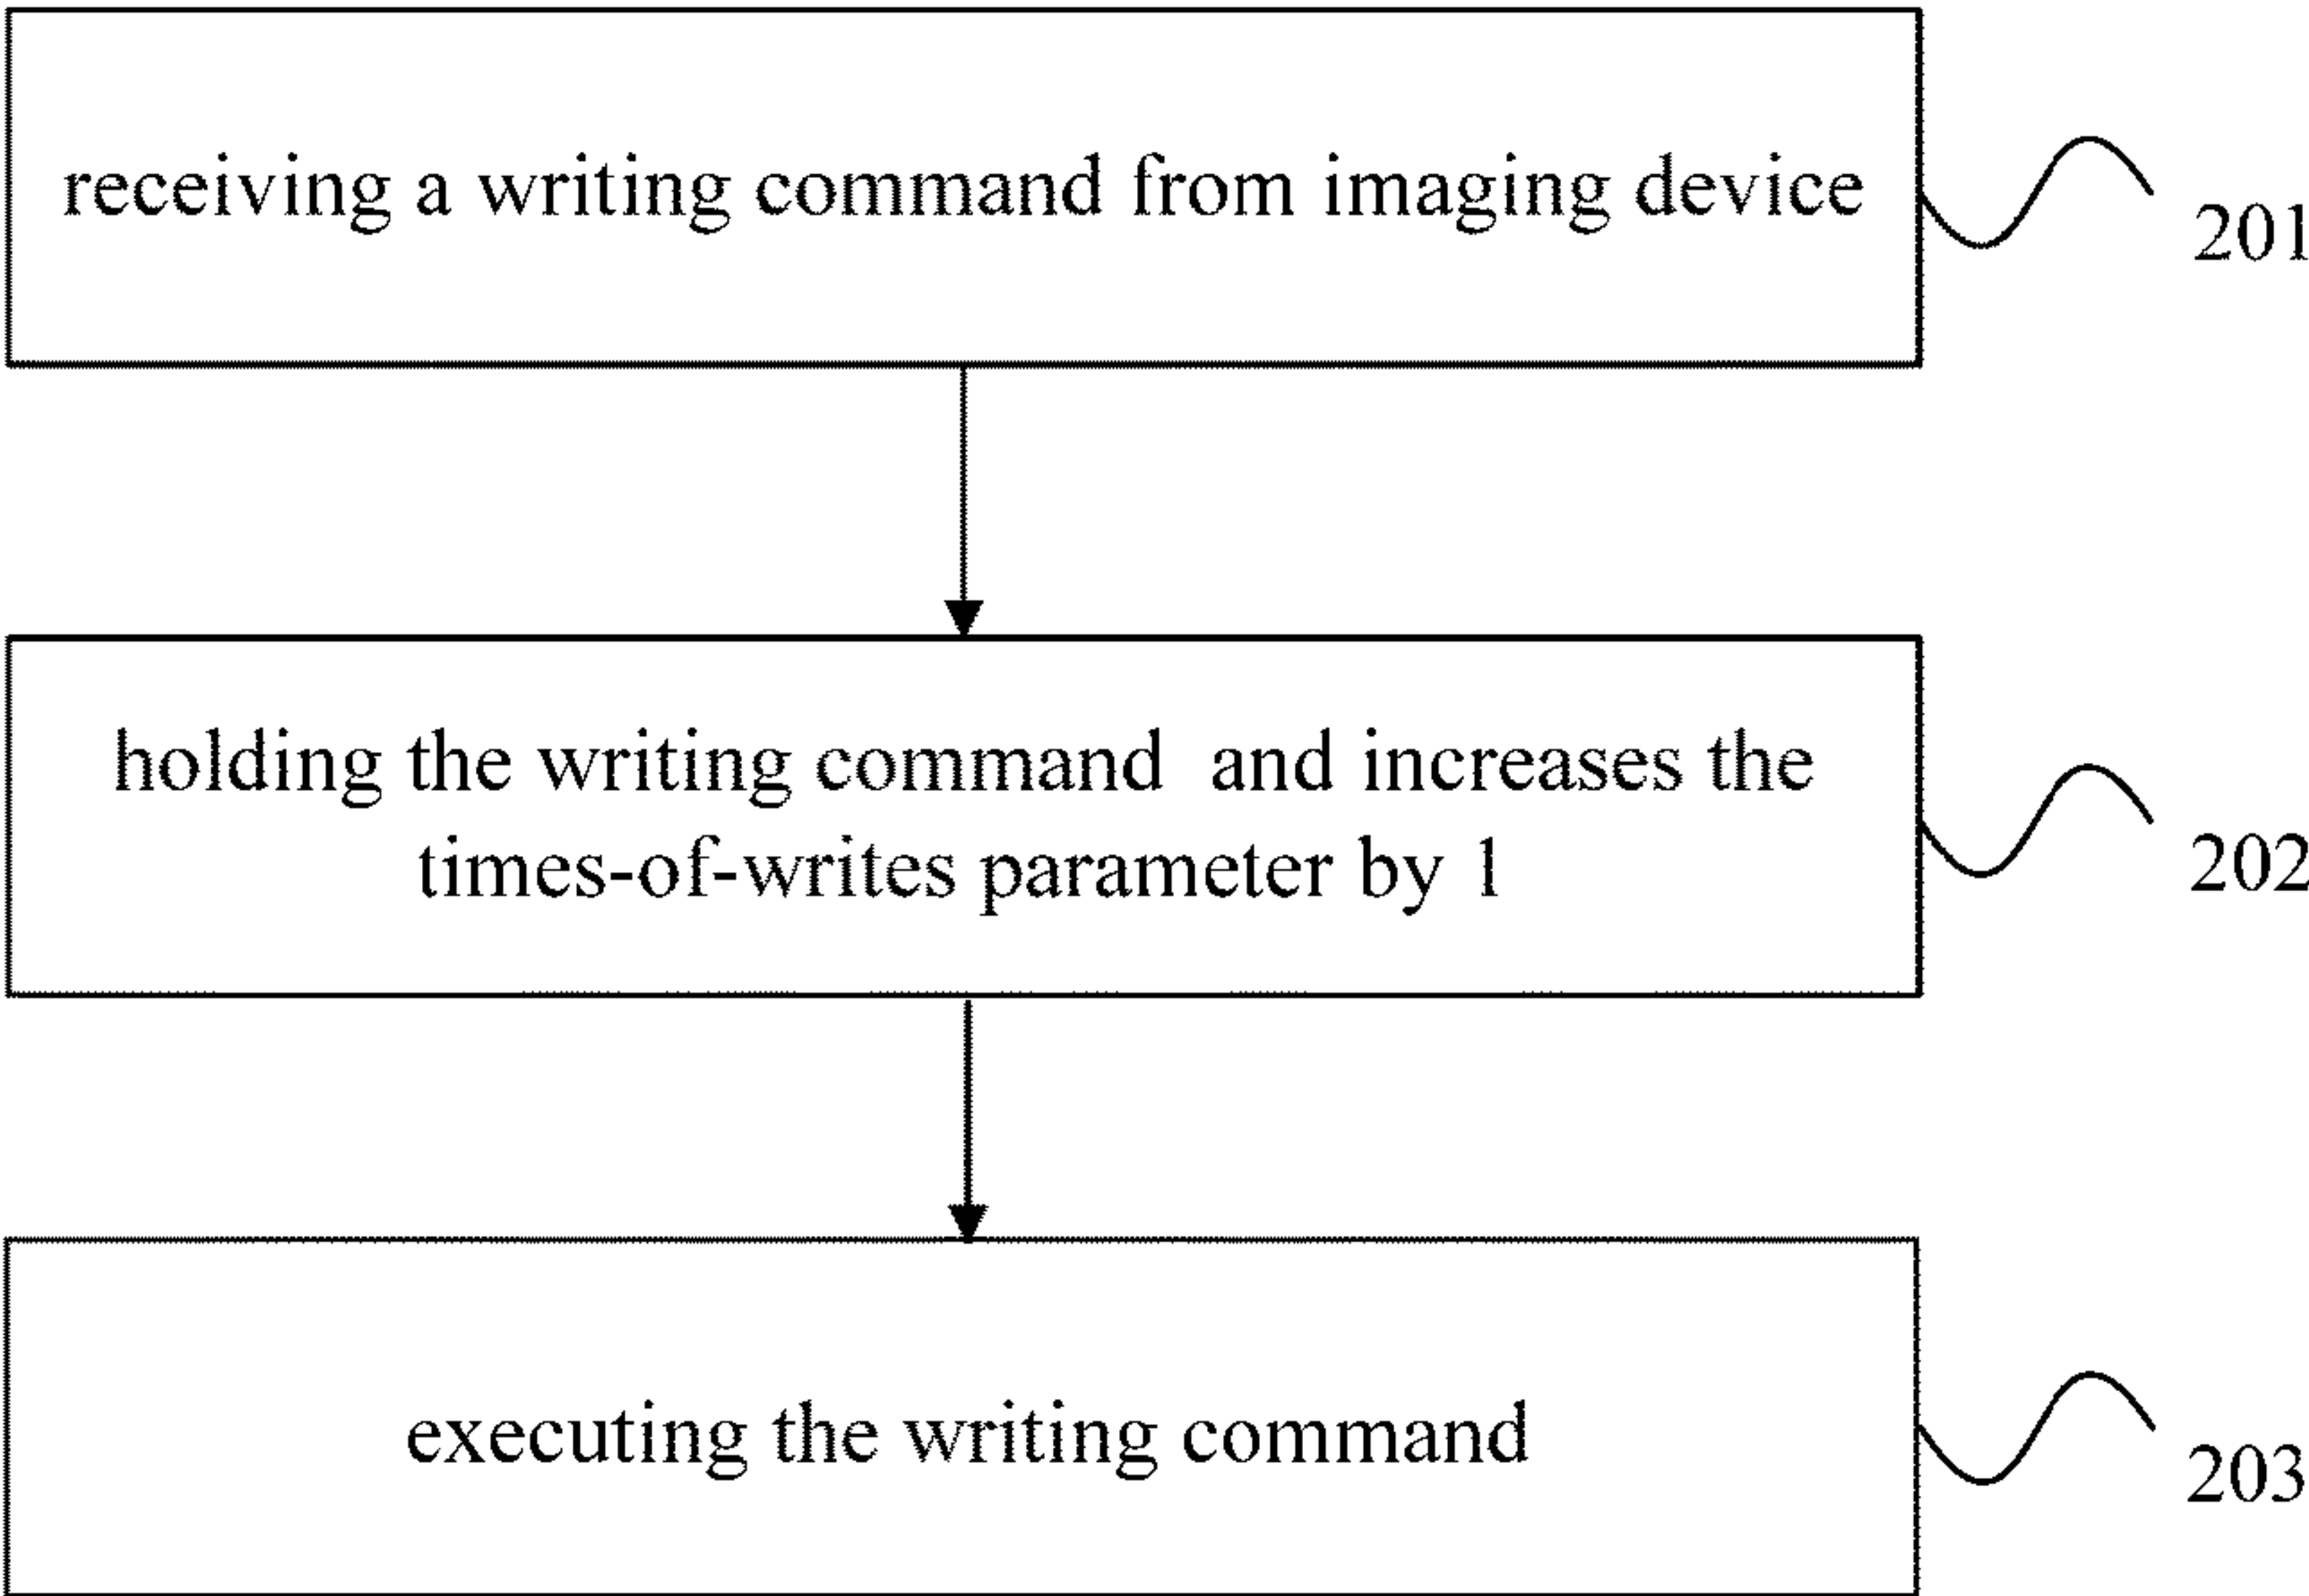 receiving a writing command from imaging device
201
holding the writing command and increases the
times-of-writes parameter by 1
202
executing the writing command
203